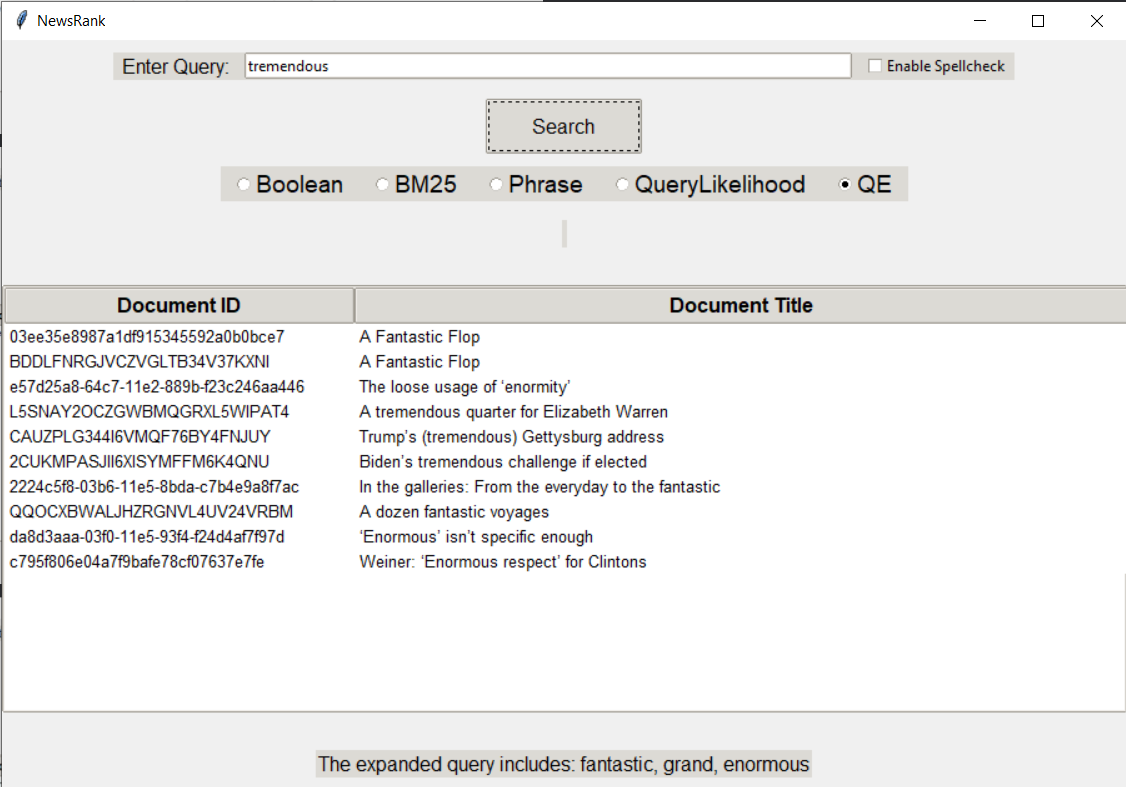 NewsRank
Enter Query: tremendous Enable Spellcheck
Search
Boolean BM25 Phrase QueryLikelihood QE
Document ID Document Title
03ee35e8987a1df915345592a0b0bce7 A Fantastic Flop
BDDLFNRGJVCZVGLTB34V37KXNI A Fantastic Flop
e57d25a8-64c7-11e2-889b-f23c246aa446 The loose usage of ‘enormity’
L5SNAY2OCZGWBMQGRXL5WIPAT4 A tremendous quarter for Elizabeth Warren
CAUZPLG344I6VMQF76BY4FNJUY Trump’s (tremendous) Gettysburg address
2CUKMPASJII6XISYMFFM6K4QNU Biden’s tremendous challenge if elected
2224c5f8-03b6-11e5-8bda-c7b4e9a8f7ac In the galleries: From the everyday to the fantastic
QQOCXBWALJHZRGNVL4UV24VRBM A dozen fantastic voyages
da8d3aaa-03f0-11e5-93f4-f24d4af7f97d ‘Enormous’ isn’t specific enough
c795f806e04a7f9bafe78cf07637e7fe Weiner: ‘Enormous respect’ for Clintons
The expanded query includes: fantastic, grand, enormous